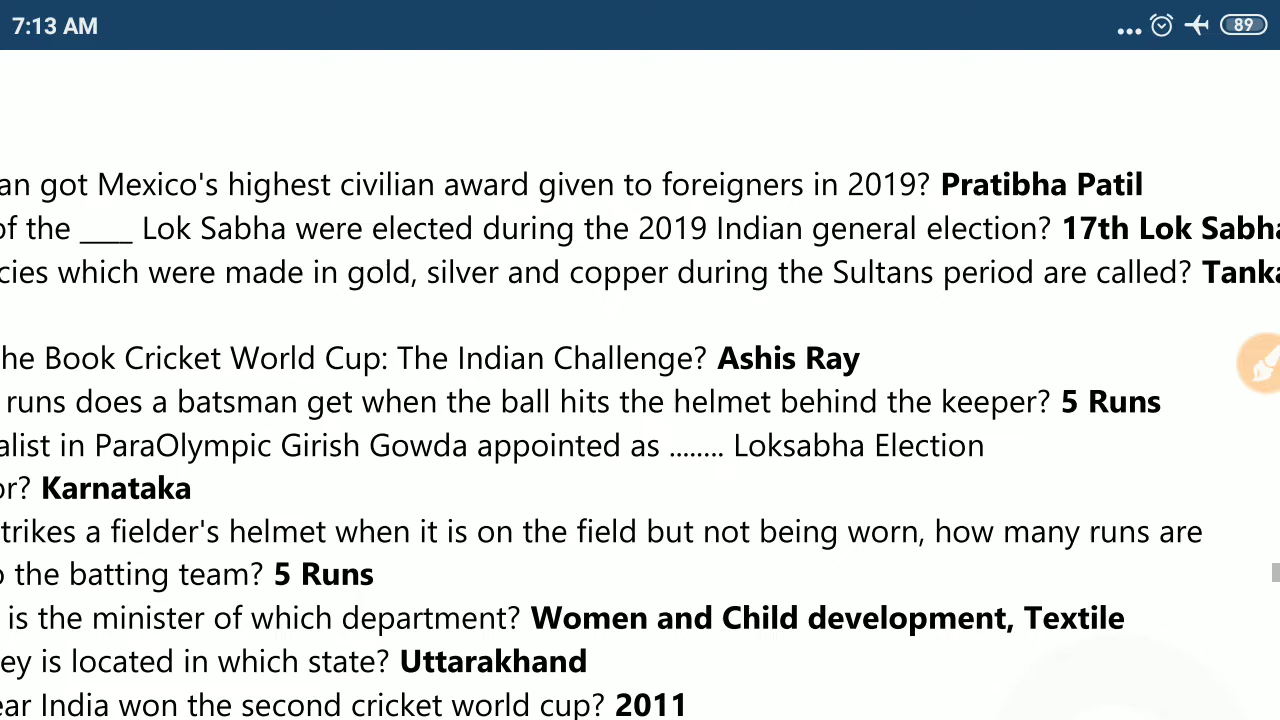 7:13 AM
89
an got Mexico's highest civilian award given to foreigners in 2019? Pratibha Patil
of the ____ Lok Sabha were elected during the 2019 Indian general election? 17th Lok Sabha
cies which were made in gold, silver and copper during the Sultans period are called? Tanka
he Book Cricket World Cup: The Indian Challenge? Ashis Ray
runs does a batsman get when the ball hits the helmet behind the keeper? 5 Runs
alist in ParaOlympic Girish Gowda appointed as ........ Loksabha Election
or? Karnataka
trikes a fielder's helmet when it is on the field but not being worn, how many runs are
o the batting team? 5 Runs
is the minister of which department? Women and Child development, Textile
ey is located in which state? Uttarakhand
ear India won the second cricket world cup? 2011